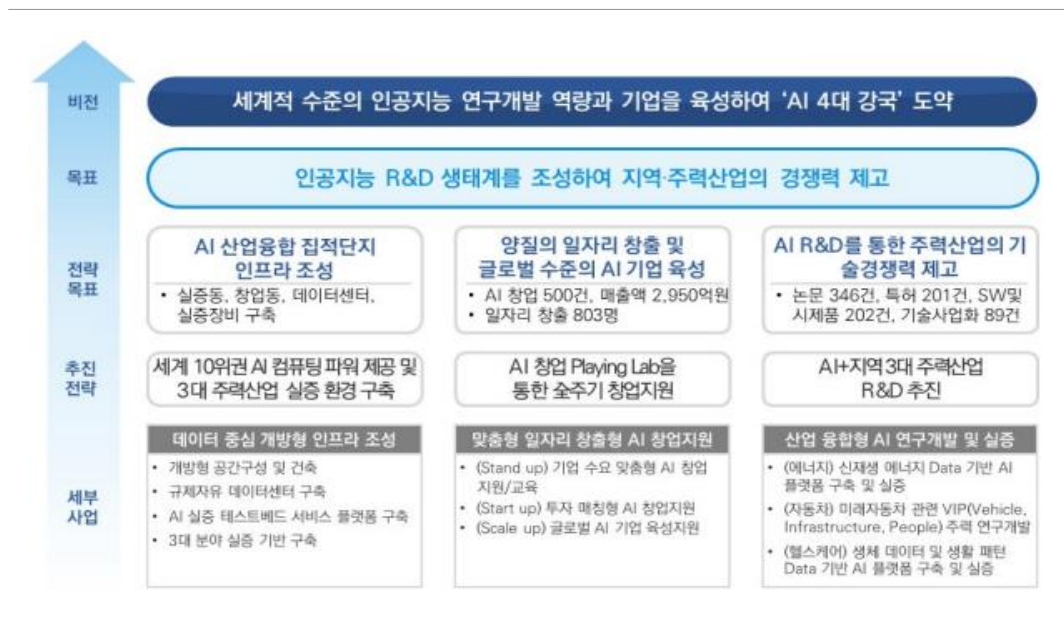 비전
세계적 수준의 인공지능 연구개발 역량과 기업을 육성하여 'AI 4대 강국' 도약
목표
인공지능 R&D 생태계를 조성하여 지역·주력산업의 경쟁력 제고
전략
목표
AI 산업융합 집적단지
인프라 조성
• 실증동, 창업동, 데이터센터,
실증장비 구축
양질의 일자리 창출 및
글로벌 수준의 AI 기업 육성
• AI 창업 500건, 매출액 2,950억원
• 일자리 창출 803명
AI R&D를 통한 주력산업의 기
술경쟁력 제고
• 논문 346건, 특허 201건, SW및
시제품 202건, 기술사업화 89건
추진
전략
세계 10위권 AI 컴퓨팅 파워 제공 및
3대 주력산업 실증 환경 구축
AI 창업 Playing Lab을
통한 全주기 창업지원
AI+지역 3대 주력산업
R&D 추진
세부
사업
데이터 중심 개방형 인프라 조성
• 개방형 공간구성 및 건축
• 규제자유 데이터센터 구축
• AI 실증 테스트베드 서비스 플랫폼 구축
• 3대 분야 실증 기반 구축
맞춤형 일자리 창출형 AI 창업지원
• (Stand up) 기업 수요 맞춤형 AI 창업
지원/교육
• (Start up) 투자 매칭형 AI 창업지원
• (Scale up) 글로벌 AI 기업 육성지원
산업 융합형 AI 연구개발 및 실증
• (에너지) 신재생 에너지 Data 기반 AI
플랫폼 구축 및 실증
• (자동차) 미래자동차 관련 VIP(Vehicle,
Infrastructure, People) 주력 연구개발
• (헬스케어) 생체 데이터 및 생활 패턴
Data 기반 AI 플랫폼 구축 및 실증